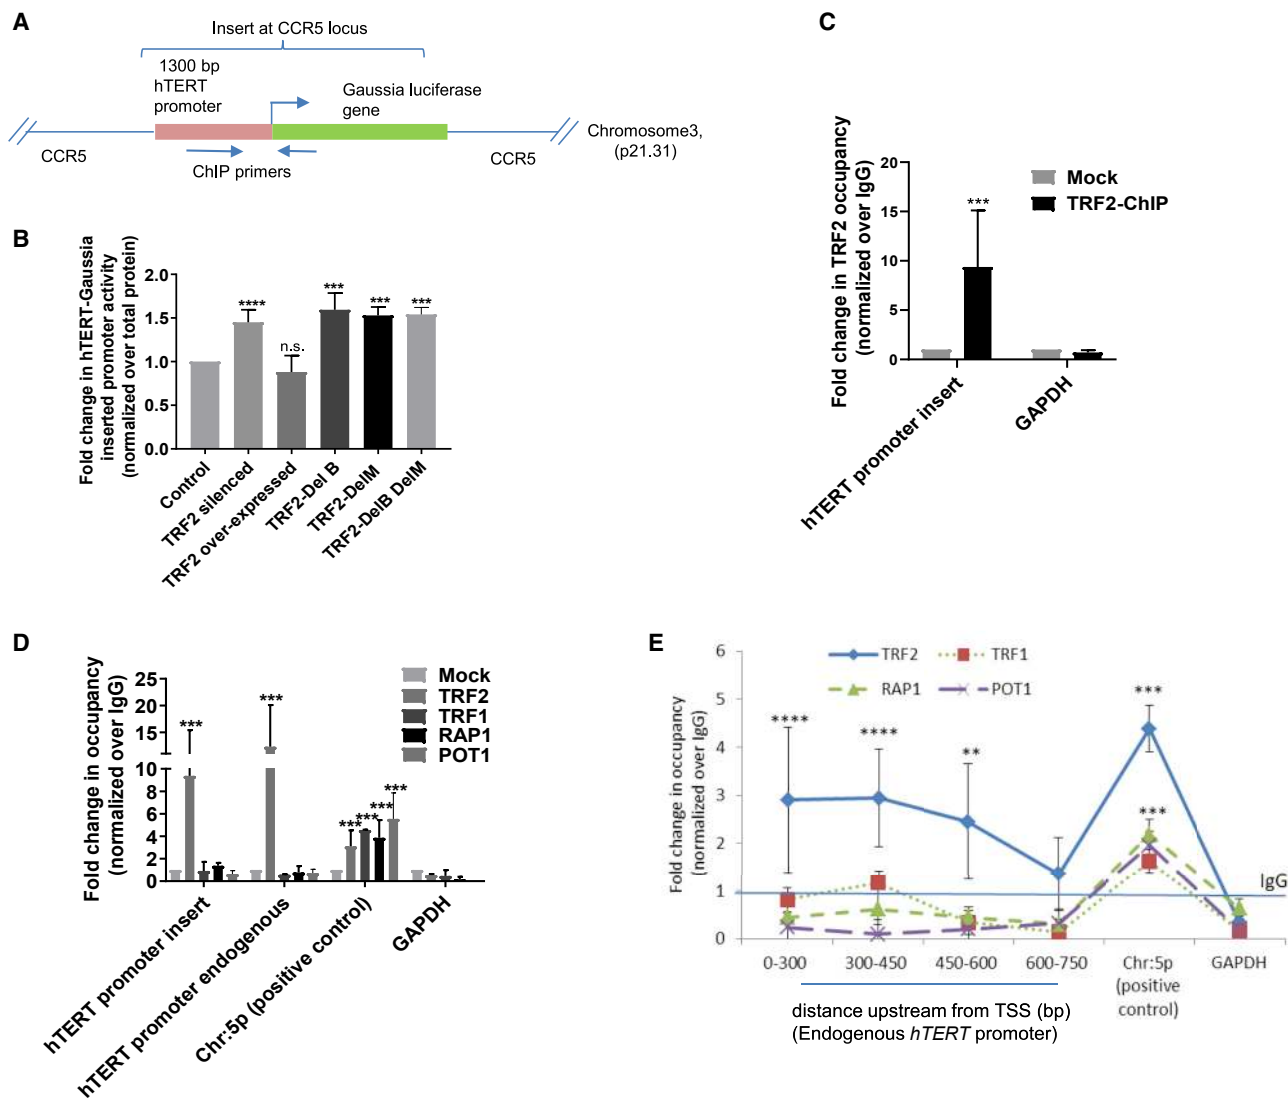 A
Insert at CCR5 locus
1300 bp
hTERT
promoter
Gaussia luciferase
gene
CCR5
CCR5
Chromosome3,
(p21.31)
ChIP primers
B
Fold change in hTERT-Gaussia
inserted promoter activity
(normalized over total protein)
2.0
1.5
1.0
0.5
0.0
****
n.s.
***
***
***
Control
TRF2 silenced
TRF2 over-expressed
TRF2-Del B
TRF2-DelM
TRF2-DelB DelM
C
Fold change in TRF2 occupancy
(normalized over IgG)
20
15
10
5
0
***
Mock
TRF2-ChIP
hTERT promoter insert
GAPDH
D
Fold change in occupancy
(normalized over IgG)
25
20
15
10
8
6
4
2
0
***
***
***
***
***
***
Mock
TRF2
TRF1
RAP1
POT1
hTERT promoter insert
hTERT promoter endogenous
Chr:5p (positive control)
GAPDH
E
Fold change in occupancy
(normalized over IgG)
6
5
4
3
2
1
0
TRF2
TRF1
RAP1
POT1
****
****
**
***
***
IgG
0-300
300-450
450-600
600-750
Chr:5p
(positive
control)
GAPDH
distance upstream from TSS (bp)
(Endogenous hTERT promoter)